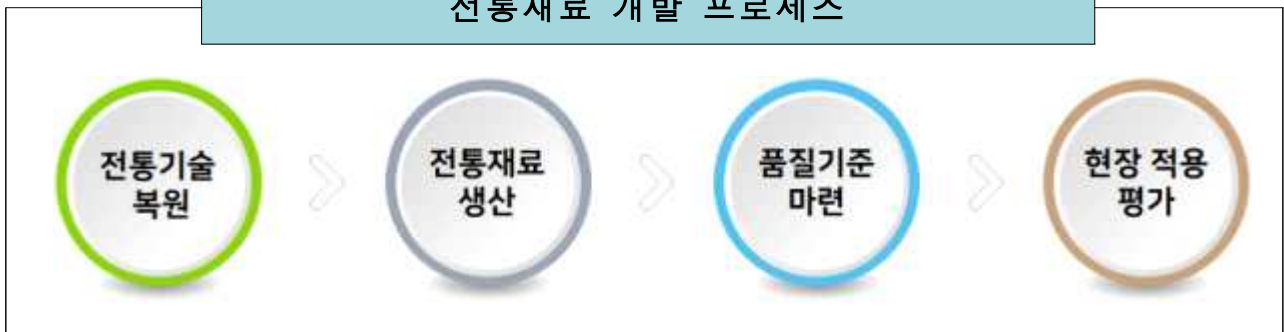 전통재료 개발 프로세스
전통기술
복원
전통재료
생산
품질기준
마련
현장 적용
평가